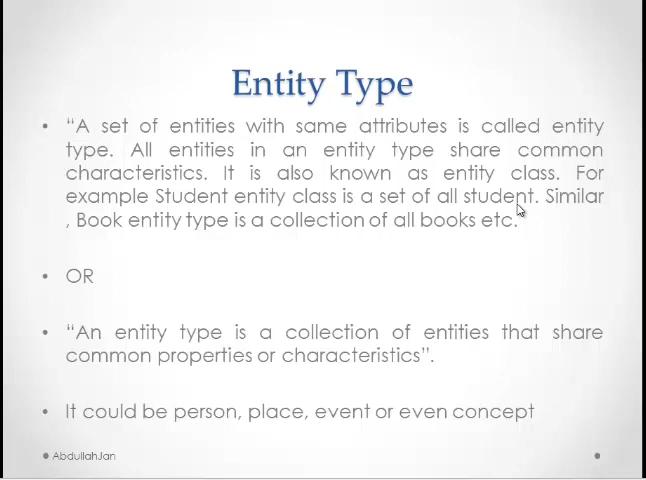 Entity Type
• “A set of entities with same attributes is called entity
type. All entities in an entity type share common
characteristics. It is also known as entity class. For
example Student entity class is a set of all student. Similar
, Book entity type is a collection of all books etc.”
• OR
• “An entity type is a collection of entities that share
common properties or characteristics”.
• It could be person, place, event or even concept
AbdullahJan